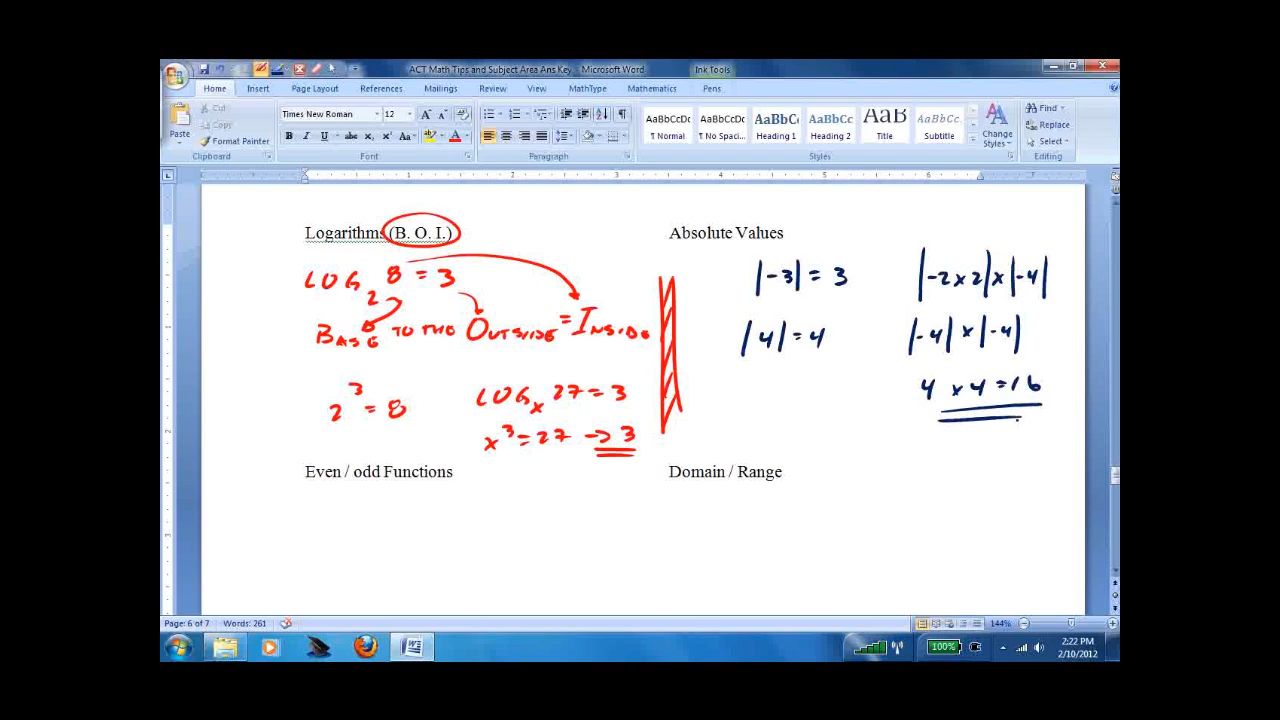 ACT Math Tips and Subject Area Ans Key - Microsoft Word
Ink Tools
Home Insert Page Layout References Mailings Review View MathType Mathematics Pens
Paste
Cut
Copy
Format Painter
Clipboard
Times New Roman 12
Font
Paragraph
AaBbCcDc AaBbCcDc AaBbC AaBbCc AaBb AaBbCc.
¶ Normal ¶ No Spaci... Heading 1 Heading 2 Title Subtitle
Change Styles
Styles
Find
Replace
Select
Editing
Logarithms (B. O. I.)
LOG₂ 8 = 3
BASE TO THE OUTSIDE = INSIDE
2³ = 8
LOGₓ 27 = 3
x³ = 27 → 3
Absolute Values
|-3| = 3
|4| = 4
|-2 x 2| x |-4|
|-4| x |-4|
4 x 4 = 16
Even / odd Functions
Domain / Range
Page: 6 of 7 Words: 261
144%
100%
2:22 PM
2/10/2012